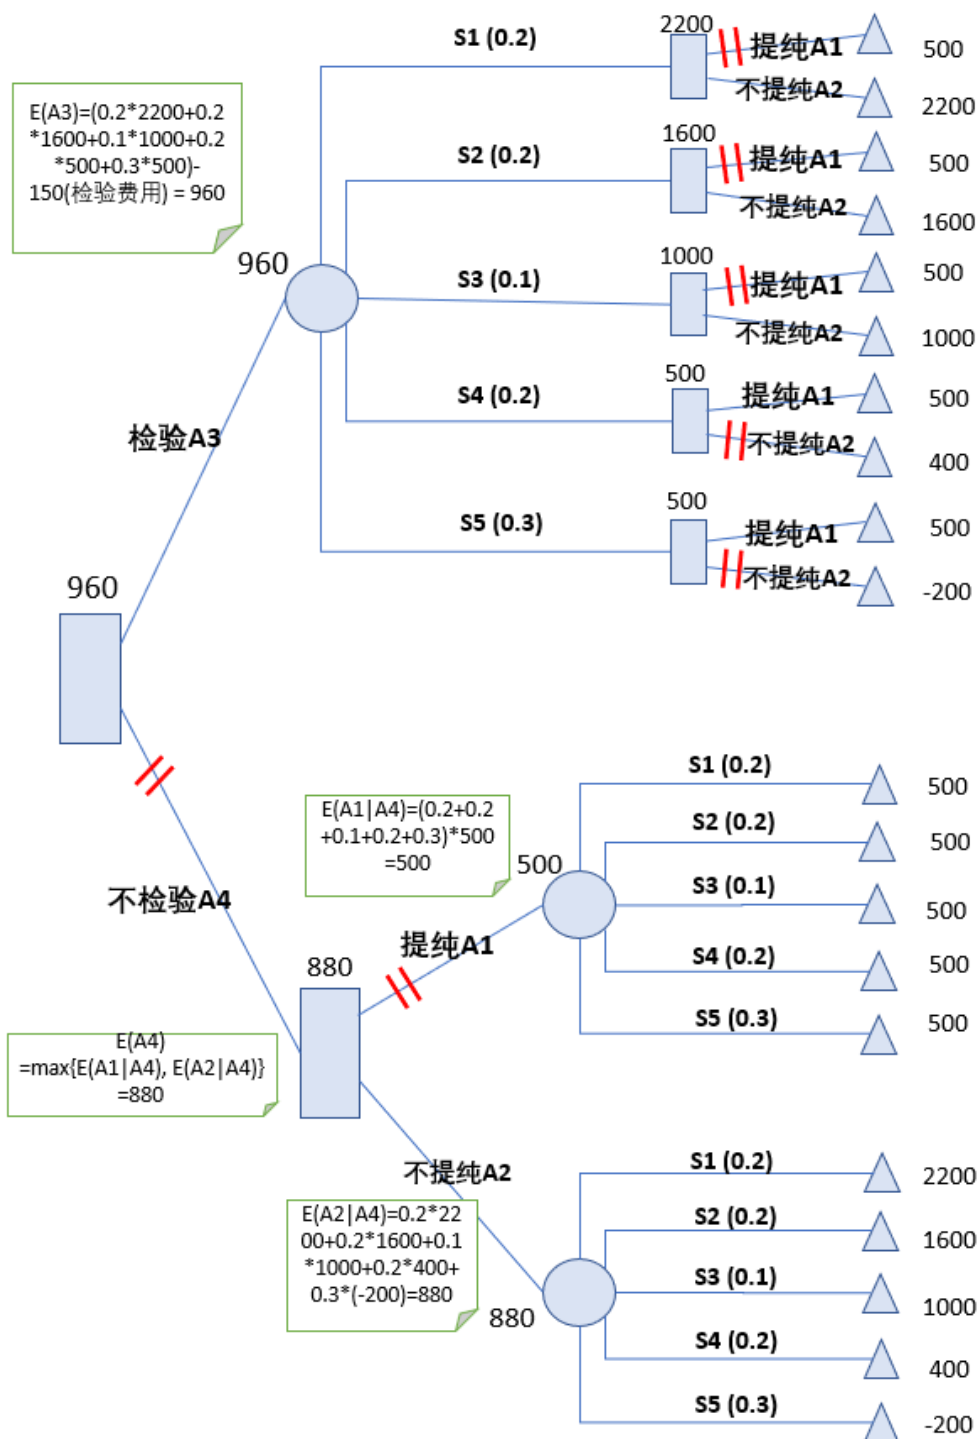 S1 (0.2)
2200
提纯A1
500
不提纯A2
2200
E(A3)=(0.2*2200+0.2
*1600+0.1*1000+0.2
*500+0.3*500)-
150(检验费用) = 960
S2 (0.2)
1600
提纯A1
500
不提纯A2
1600
960
S3 (0.1)
1000
提纯A1
500
不提纯A2
1000
S4 (0.2)
500
提纯A1
500
不提纯A2
400
检验A3
S5 (0.3)
500
提纯A1
500
不提纯A2
-200
960
不检验A4
E(A1|A4)=(0.2+0.2
+0.1+0.2+0.3)*500
=500
500
S1 (0.2)
500
S2 (0.2)
500
S3 (0.1)
500
S4 (0.2)
500
S5 (0.3)
500
提纯A1
880
E(A4)
=max{E(A1|A4), E(A2|A4)}
=880
不提纯A2
E(A2|A4)=0.2*22
00+0.2*1600+0.1
*1000+0.2*400+
0.3*(-200)=880
880
S1 (0.2)
2200
S2 (0.2)
1600
S3 (0.1)
1000
S4 (0.2)
400
S5 (0.3)
-200